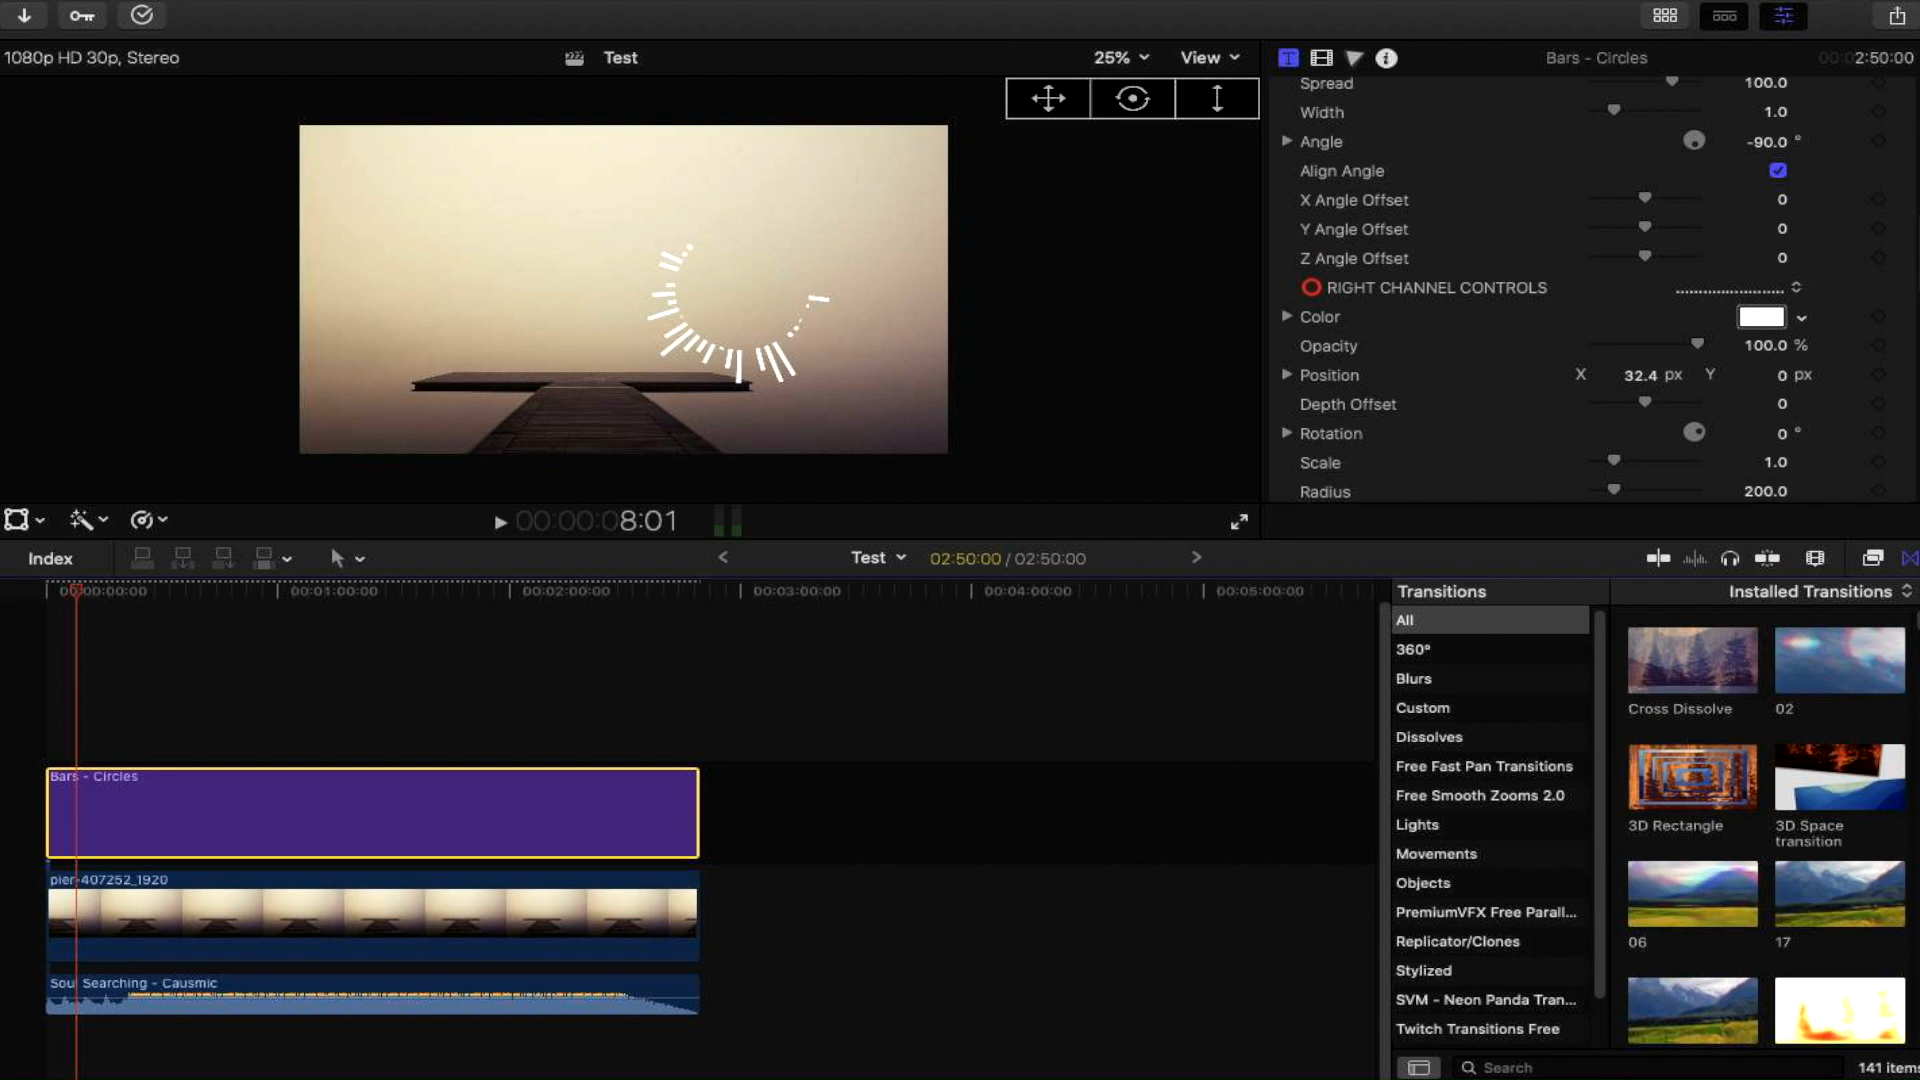 1080p HD 30p, Stereo
Test
25%
View
Bars - Circles
00:02:50:00
Spread 100.0
Width 1.0
Angle -90.0 °
Align Angle
X Angle Offset 0
Y Angle Offset 0
Z Angle Offset 0
RIGHT CHANNEL CONTROLS
Color
Opacity 100.0 %
Position X 32.4 px Y 0 px
Depth Offset 0
Rotation 0 °
Scale 1.0
Radius 200.0
00:00:08:01
Index
Test
02:50:00 / 02:50:00
00:00:00:00
00:01:00:00
00:02:00:00
00:03:00:00
00:04:00:00
00:05:00:00
Bars - Circles
pier-407252_1920
Soul Searching - Causmic
Transitions
Installed Transitions
All
360°
Blurs
Custom
Dissolves
Free Fast Pan Transitions
Free Smooth Zooms 2.0
Lights
Movements
Objects
PremiumVFX Free Parall...
Replicator/Clones
Stylized
SVM - Neon Panda Tran...
Twitch Transitions Free
Cross Dissolve
02
3D Rectangle
3D Space
transition
06
17
Search
141 items